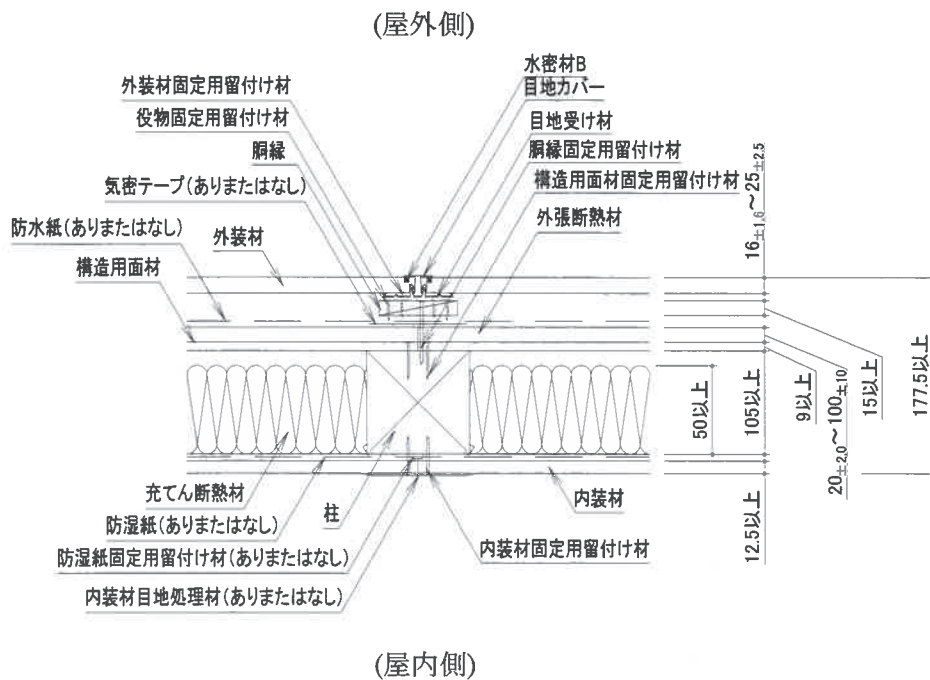 (屋外側)
水密材B
外装材固定用留付け材
目地カバー
役物固定用留付け材
目地受け材
胴縁
胴縁固定用留付け材
気密テープ(ありまたはなし)
構造用面材固定用留付け材
防水紙(ありまたはなし)
外装材
外張断熱材
構造用面材
16±1.6～25±2.5
50以上
105以上
9以上
20±2.0～100±10
15以上
177.5以上
12.5以上
充てん断熱材
柱
内装材
防湿紙(ありまたはなし)
内装材固定用留付け材
防湿紙固定用留付け材(ありまたはなし)
内装材目地処理材(ありまたはなし)
(屋内側)